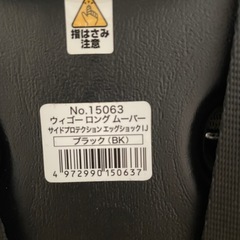 指はさみ
注意
No.15063
ウィゴー ロング ムーバー
サイドプロテクション エッグショック IJ
ブラック (BK)
4 972990 150637